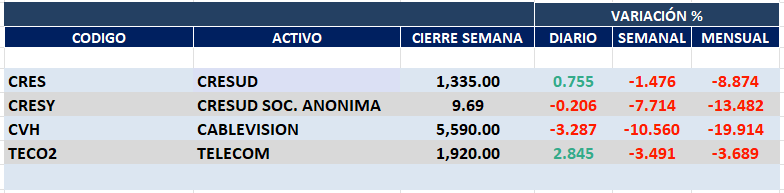 VARIACIÓN %
CODIGO ACTIVO CIERRE SEMANA DIARIO SEMANAL MENSUAL
CRES CRESUD 1,335.00 0.755 -1.476 -8.874
CRESY CRESUD SOC. ANONIMA 9.69 -0.206 -7.714 -13.482
CVH CABLEVISION 5,590.00 -3.287 -10.560 -19.914
TECO2 TELECOM 1,920.00 2.845 -3.491 -3.689